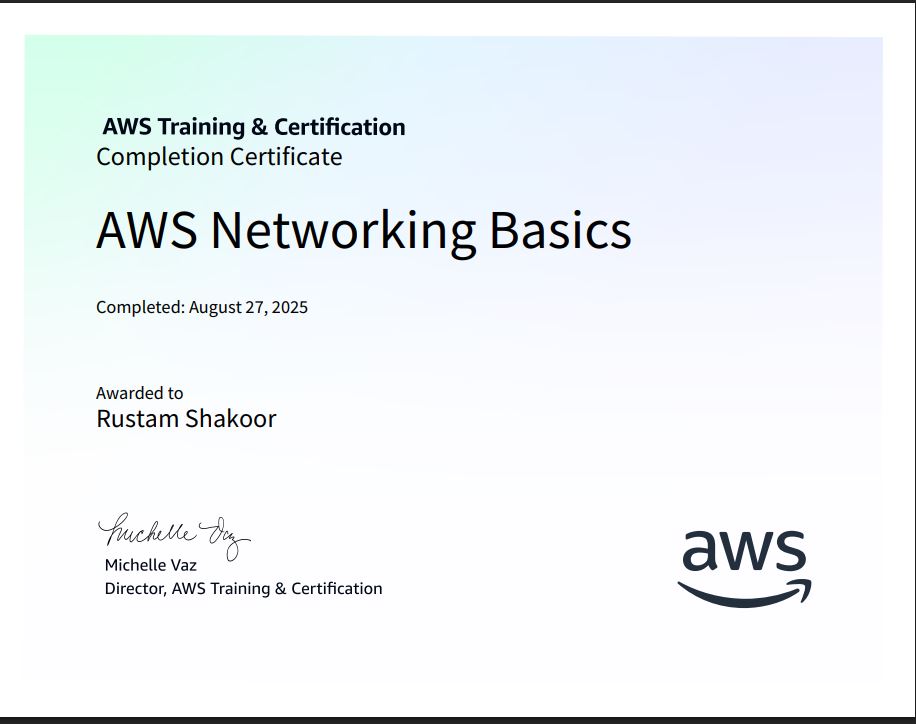 AWS Training & Certification
Completion Certificate
AWS Networking Basics
Completed: August 27, 2025
Awarded to
Rustam Shakoor
Michelle Vaz
Michelle Vaz
Director, AWS Training & Certification
aws